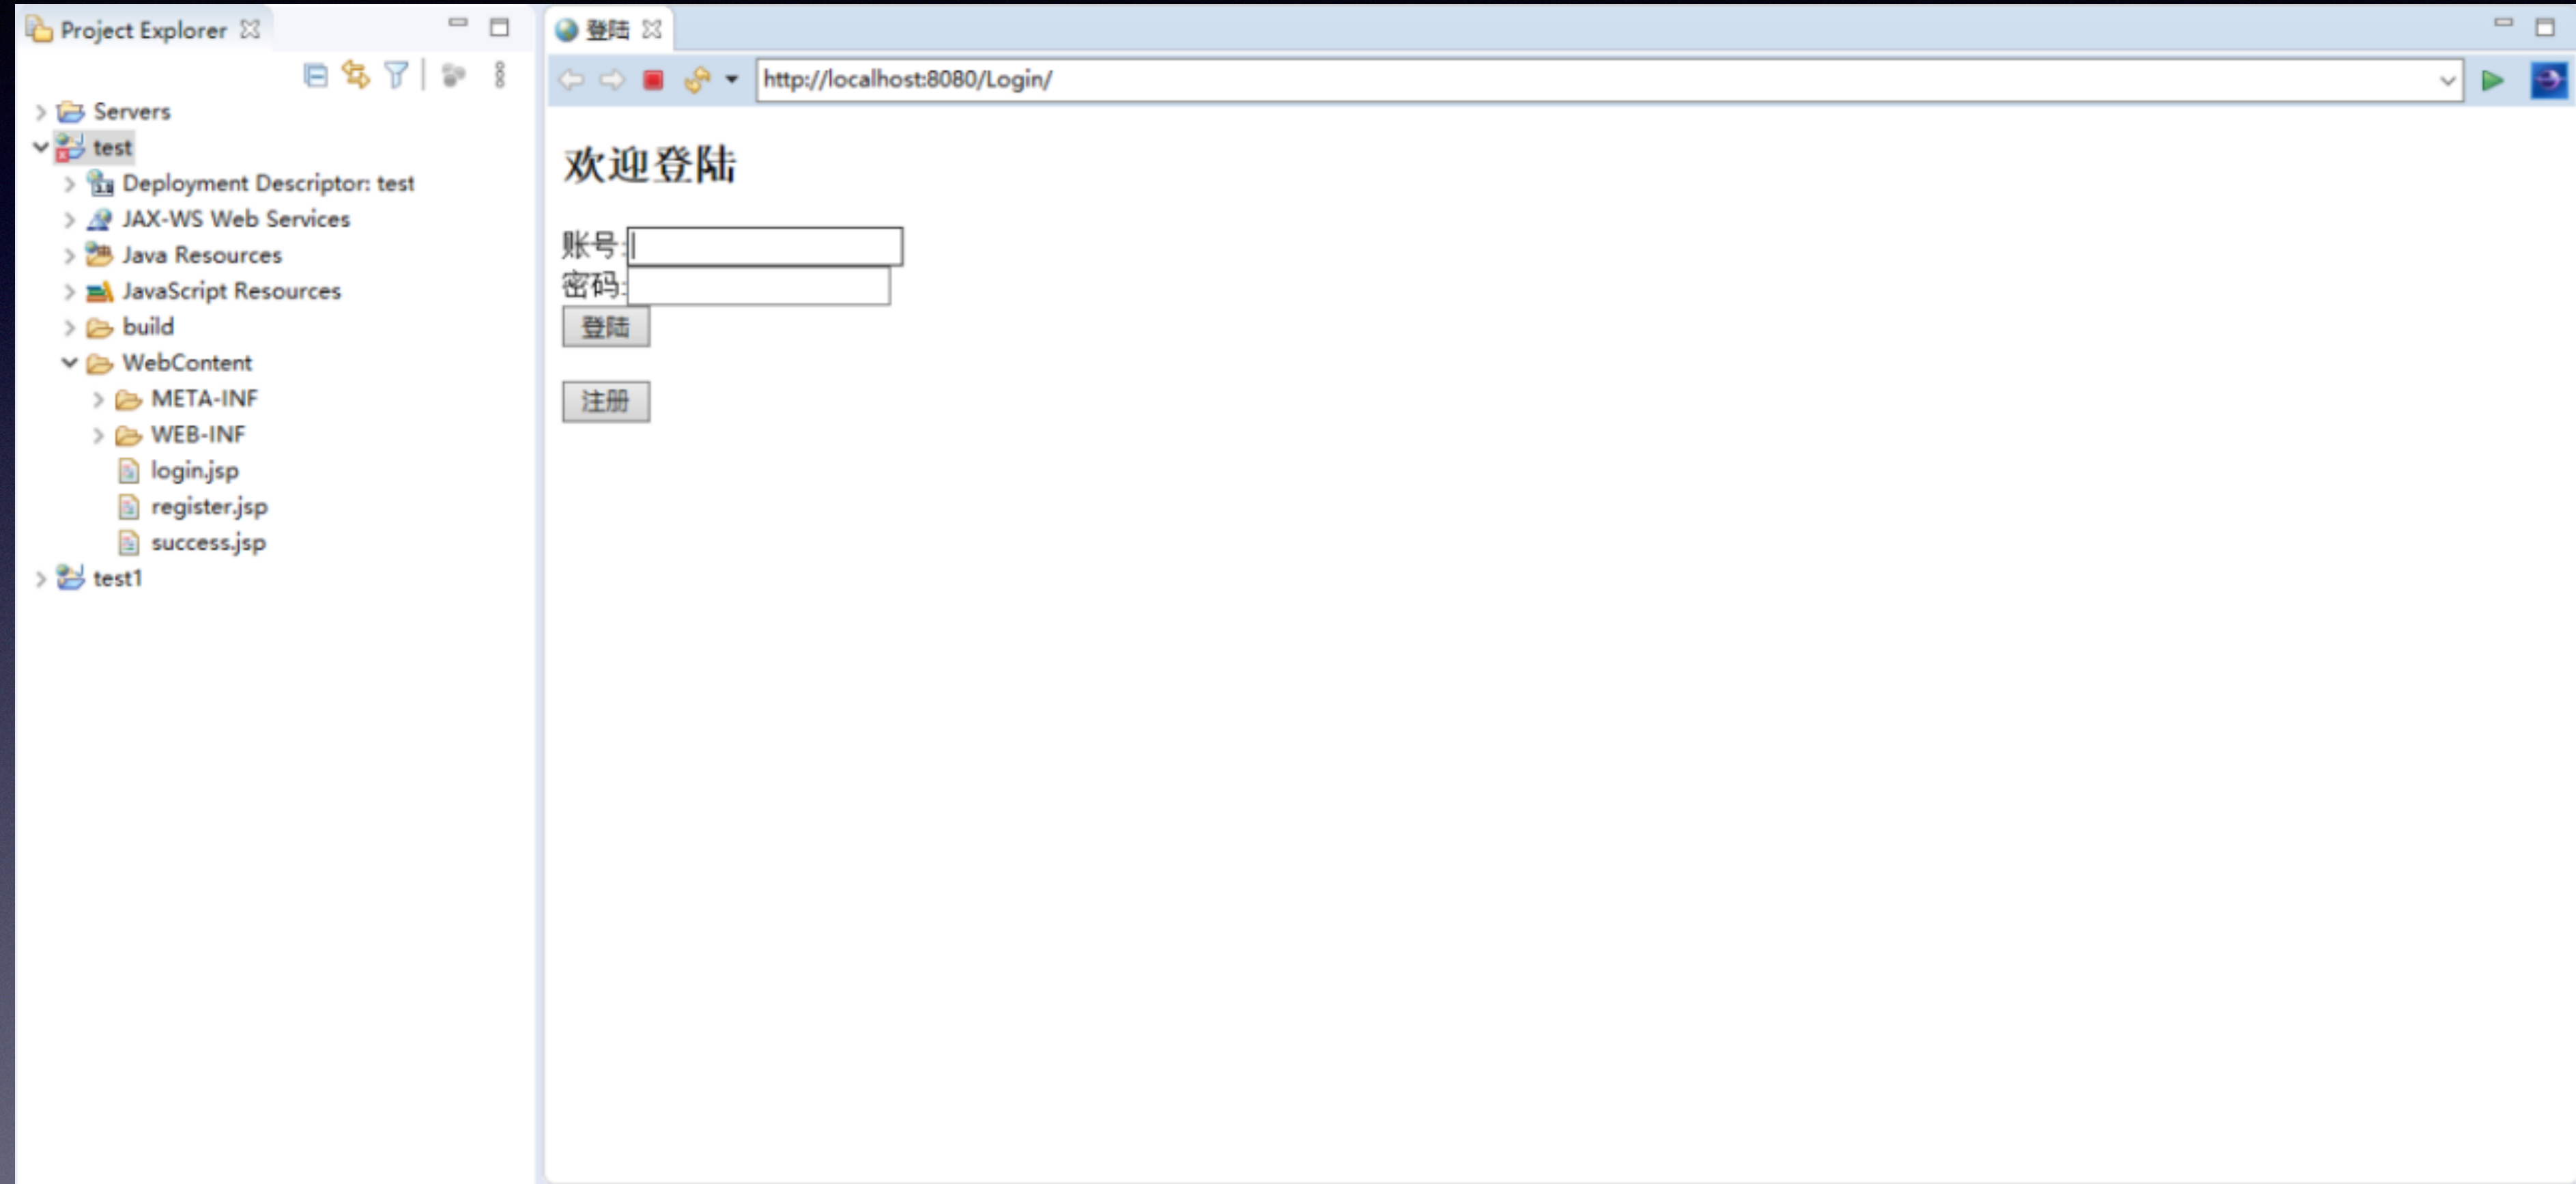 Project Explorer
Servers
test
Deployment Descriptor: test
JAX-WS Web Services
Java Resources
JavaScript Resources
build
WebContent
META-INF
WEB-INF
login.jsp
register.jsp
success.jsp
test1
登陆
http://localhost:8080/Login/
欢迎登陆
账号:
密码:
登陆
注册